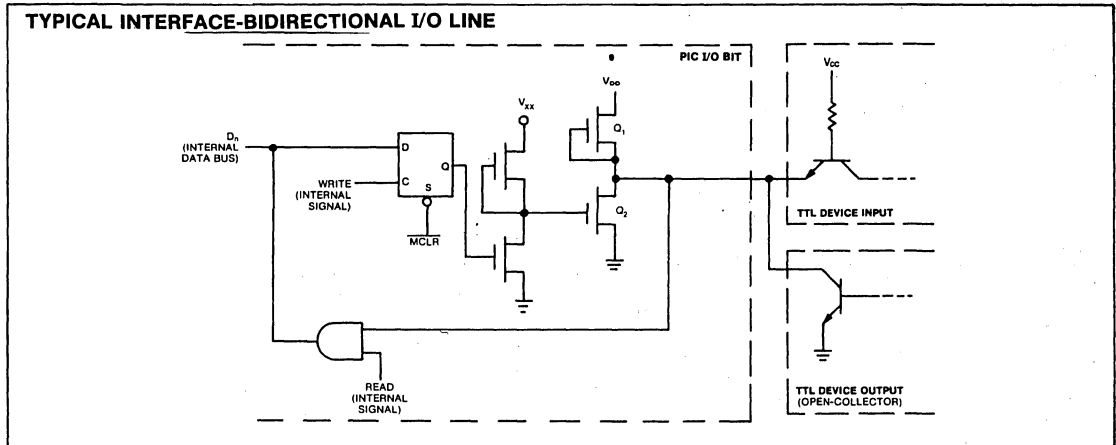 TYPICAL INTERFACE-BIDIRECTIONAL I/O LINE
PIC I/O BIT
VDD
Q1
Q2
VXX
Dn
(INTERNAL
DATA BUS)
D
Q
C
S
WRITE
(INTERNAL
SIGNAL)
MCLR
READ
(INTERNAL
SIGNAL)
VCC
TTL DEVICE INPUT
TTL DEVICE OUTPUT
(OPEN-COLLECTOR)